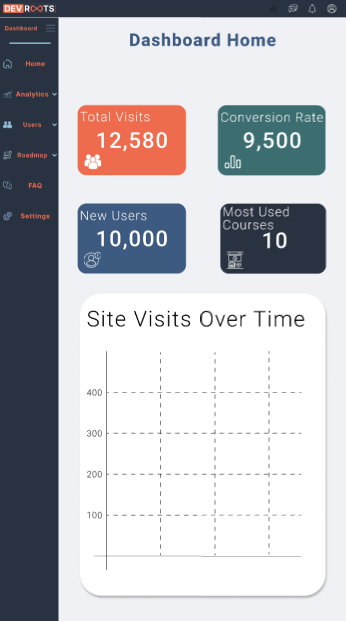 DEV ROOTS
Dashboard
Dashboard Home
Home
Analytics
Users
Roadmap
FAQ
Settings
Total Visits
12,580
Conversion Rate
9,500
New Users
10,000
Most Used
Courses
10
Site Visits Over Time
400
300
200
100